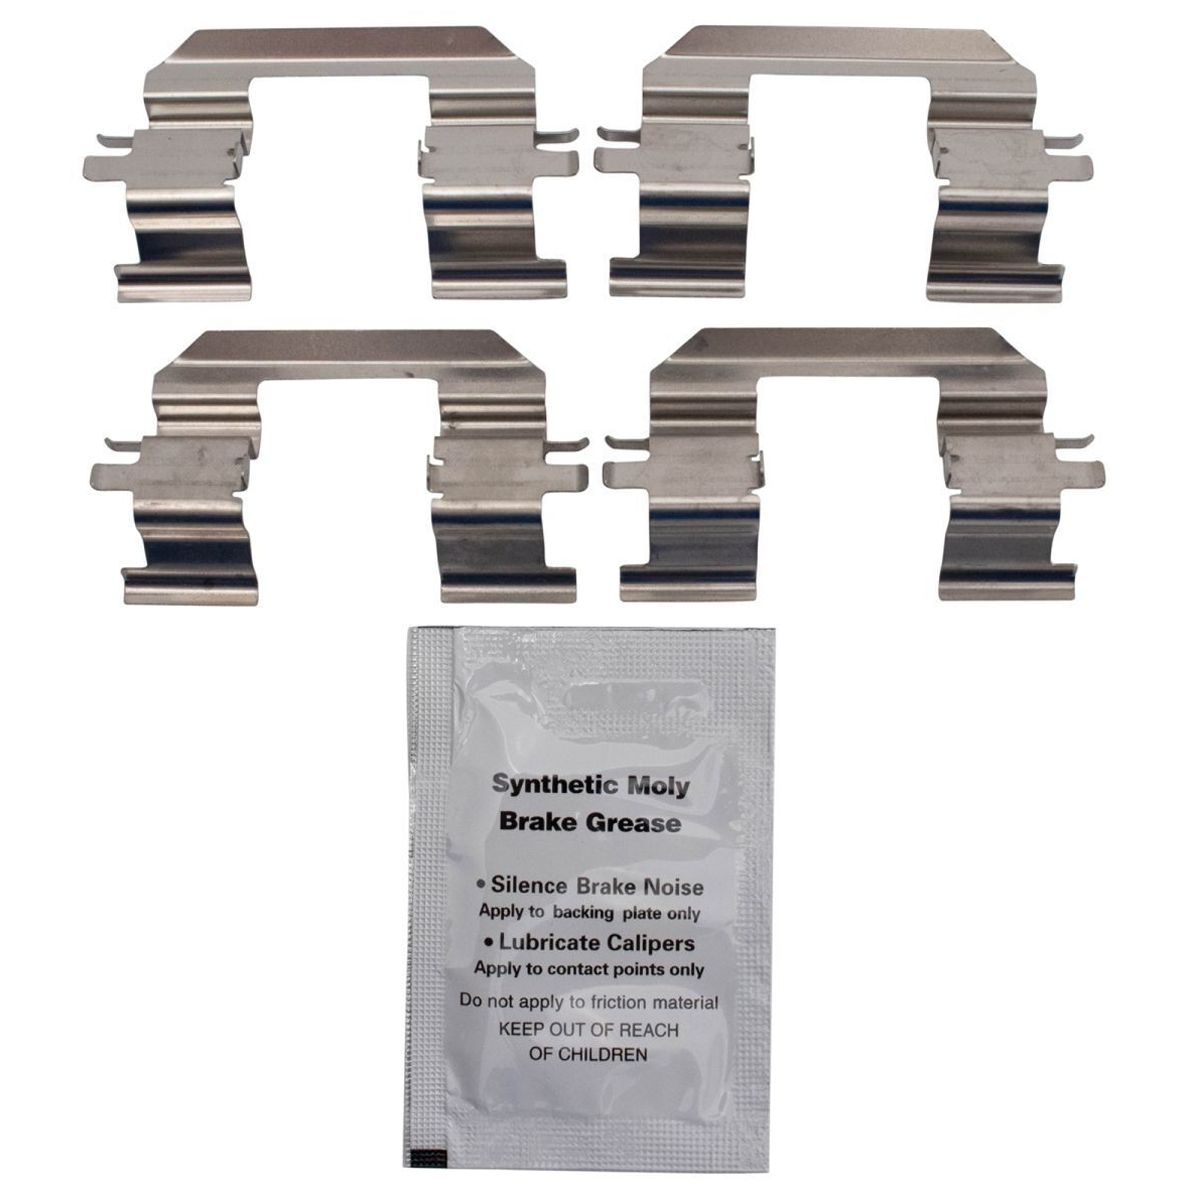 Synthetic Moly
Brake Grease
• Silence Brake Noise
Apply to backing plate only
• Lubricate Calipers
Apply to contact points only
Do not apply to friction material
KEEP OUT OF REACH
OF CHILDREN